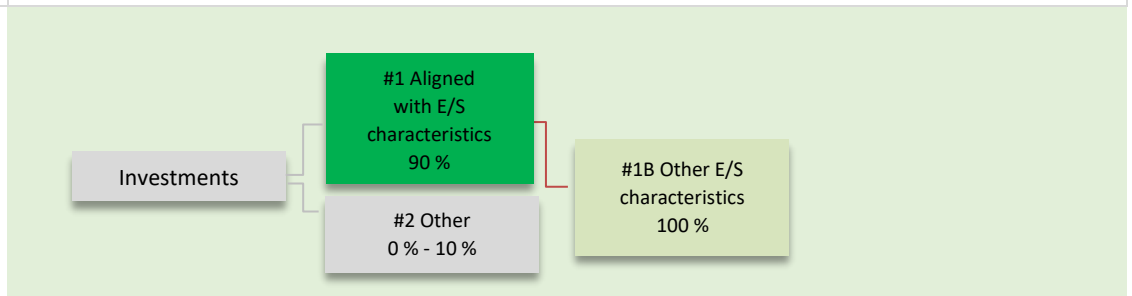 Investments
#1 Aligned
with E/S
characteristics
90 %
#2 Other
0 % - 10 %
#1B Other E/S
characteristics
100 %